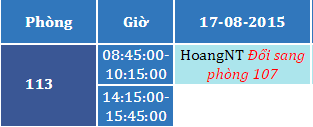 Phòng Giờ 17-08-2015
08:45:00- HoangNT Đổi sang
10:15:00 phòng 107
113
14:15:00-
15:45:00